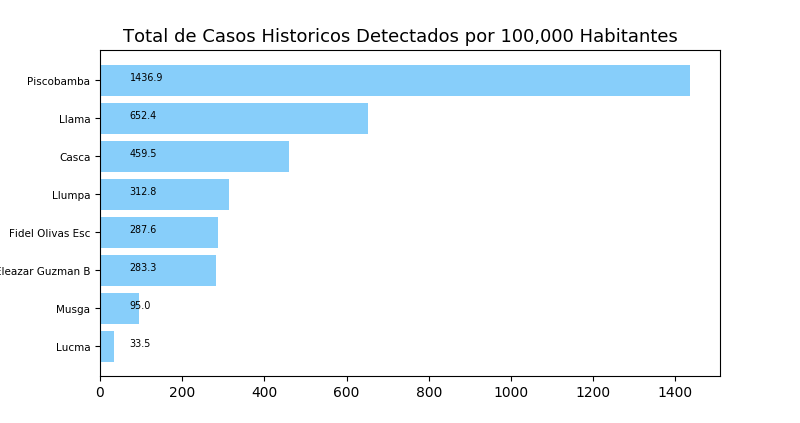 Total de Casos Historicos Detectados por 100,000 Habitantes
Piscobamba 1436.9
Llama 652.4
Casca 459.5
Llumpa 312.8
Fidel Olivas Esc 287.6
leazar Guzman B 283.3
Musga 95.0
Lucma 33.5
0 200 400 600 800 1000 1200 1400